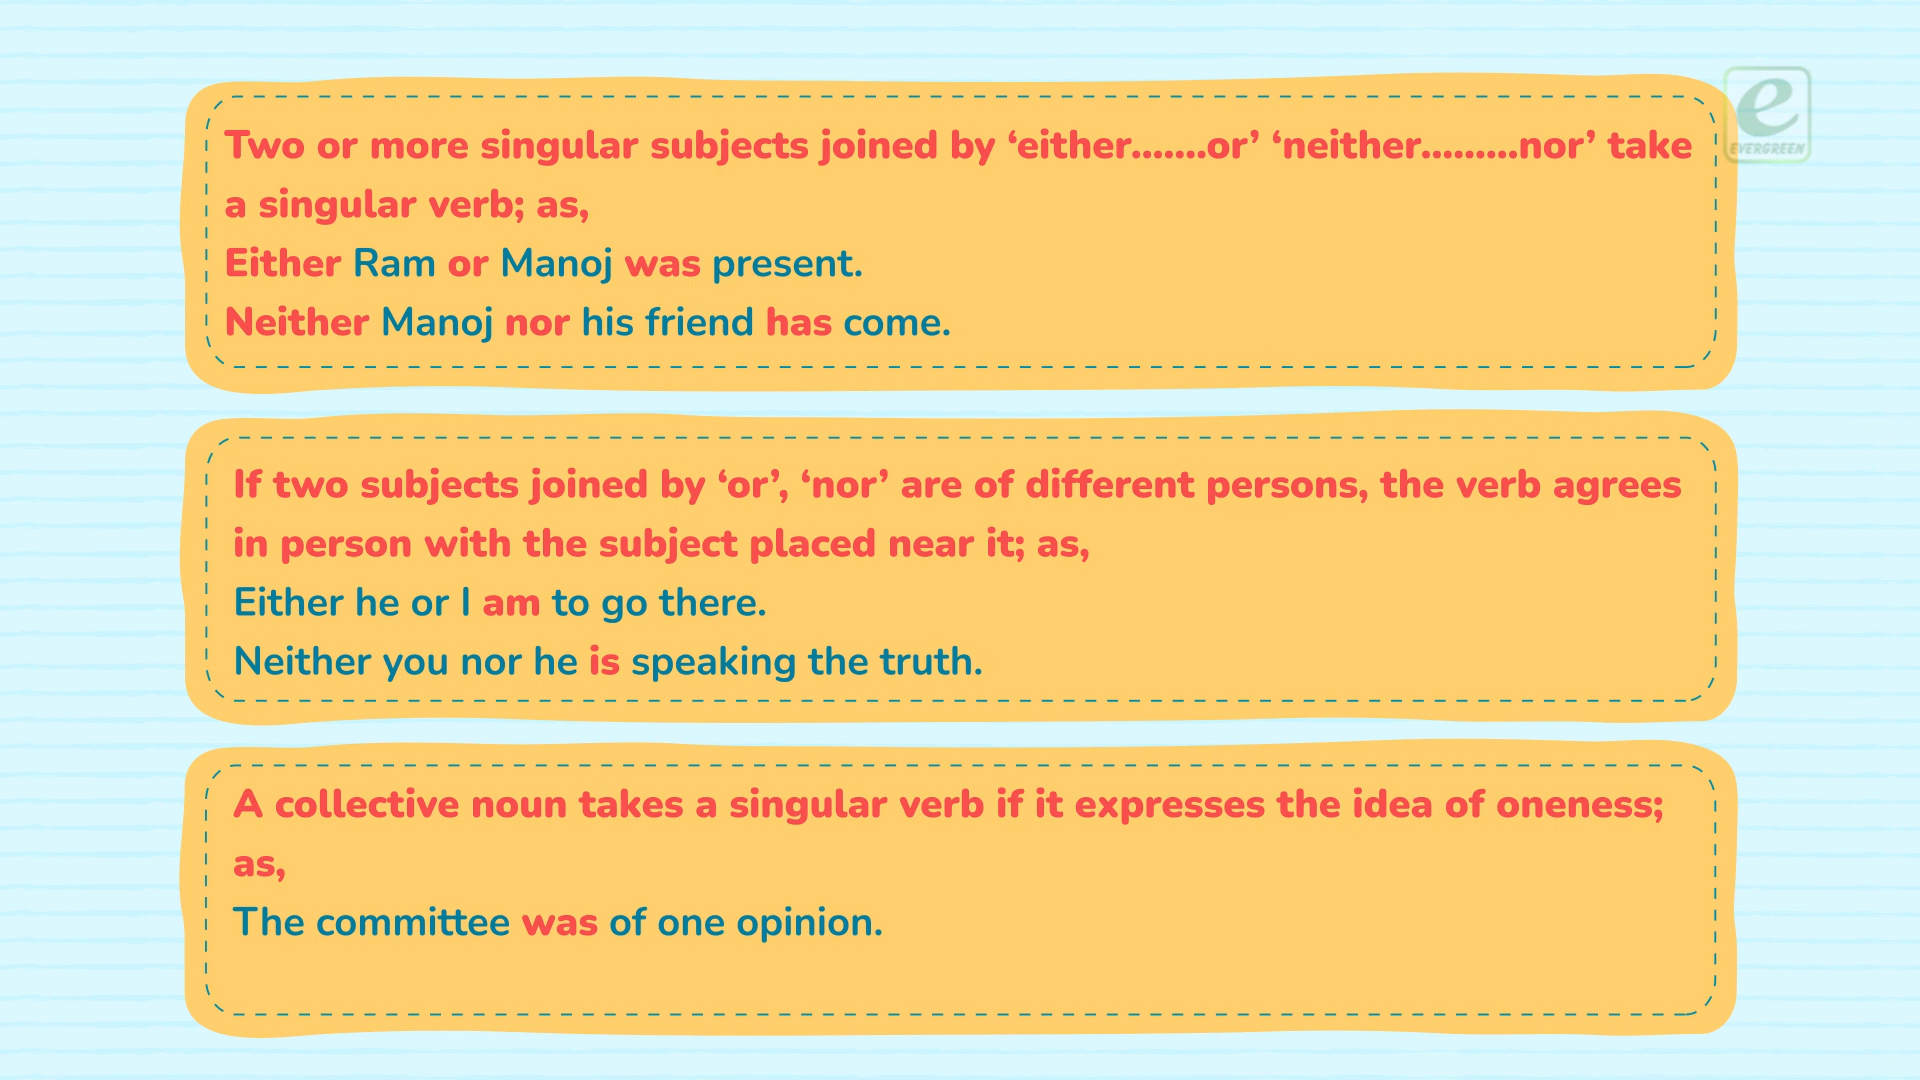 Two or more singular subjects joined by ‘either.......or’ ‘neither.........nor’ take
a singular verb; as,
Either Ram or Manoj was present.
Neither Manoj nor his friend has come.
If two subjects joined by ‘or’, ‘nor’ are of different persons, the verb agrees
in person with the subject placed near it; as,
Either he or I am to go there.
Neither you nor he is speaking the truth.
A collective noun takes a singular verb if it expresses the idea of oneness;
as,
The committee was of one opinion.
e
EVERGREEN